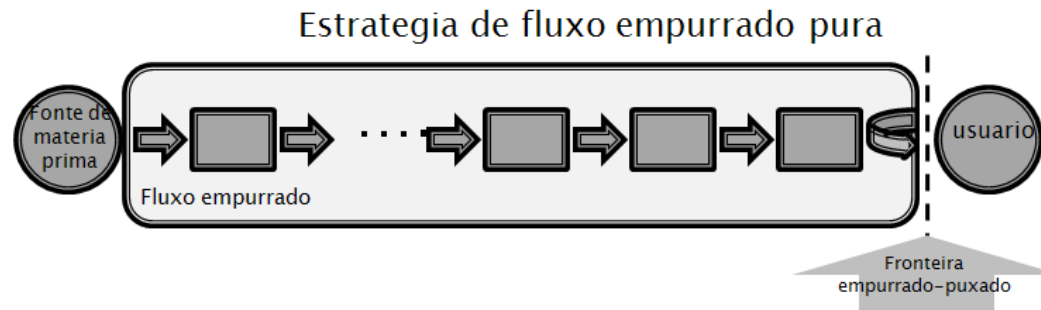 Estrategia de fluxo empurrado pura
Fonte de
materia
prima
usuario
Fluxo empurrado
Fronteira
empurrado-puxado